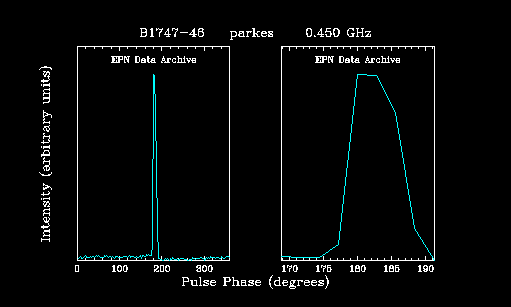 B1747-46 parkes 0.450 GHz
EPN Data Archive EPN Data Archive
Intensity (arbitrary units)
0 100 200 300 170 175 180 185 190
Pulse Phase (degrees)